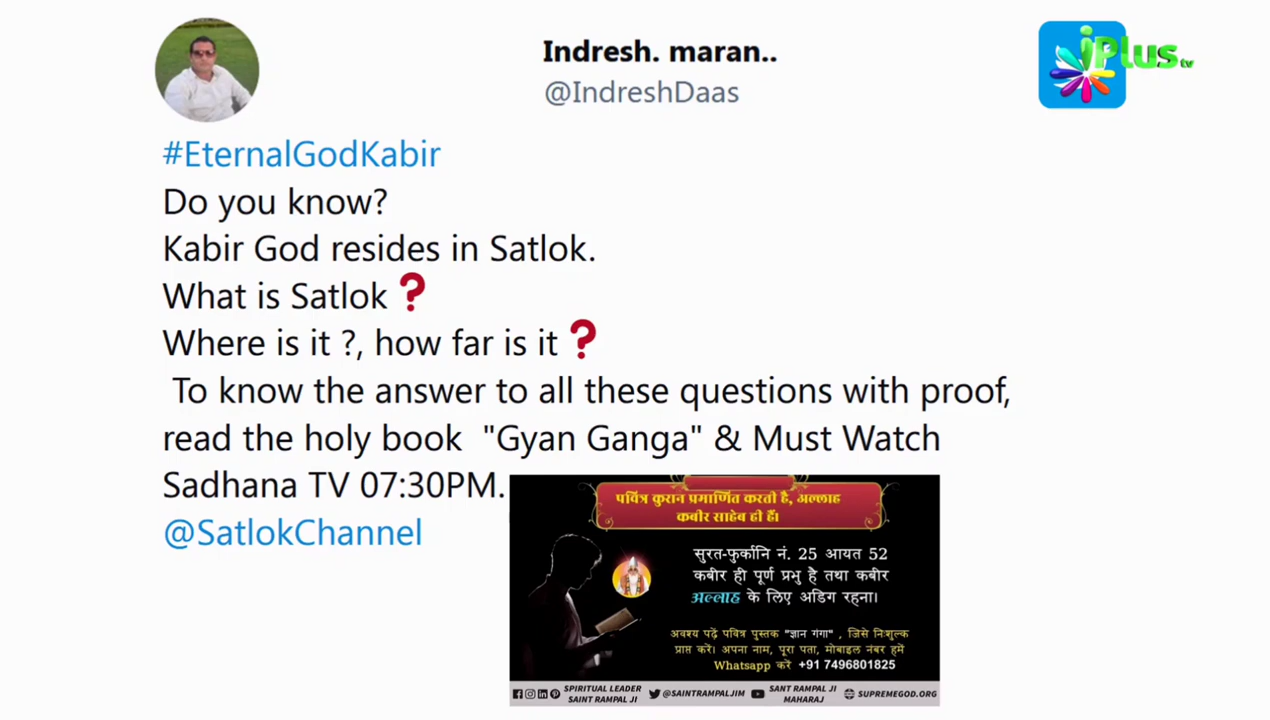 Indresh. maran..
iPlus tv
@IndreshDaas
#EternalGodKabir
Do you know?
Kabir God resides in Satlok.
What is Satlok ❓
Where is it ?, how far is it ❓
To know the answer to all these questions with proof,
read the holy book "Gyan Ganga" & Must Watch
Sadhana TV 07:30PM.
@SatlokChannel
पवित्र कुरान प्रमाणित करती है, अल्लाह
कबीर साहेब ही हैं।
सुरत-फुर्कानि नं. 25 आयत 52
कबीर ही पूर्ण प्रभु है तथा कबीर
अल्लाह के लिए अडिग रहना।
अवश्य पढ़ें पवित्र पुस्तक "ज्ञान गंगा" , जिसे निःशुल्क
प्राप्त करें। अपना नाम, पूरा पता, मोबाइल नंबर हमें
Whatsapp करें +91 7496801825
SPIRITUAL LEADER
SAINT RAMPAL JI
@SAINTRAMPALJIM
SANT RAMPAL JI
MAHARAJ
SUPREMEGOD.ORG